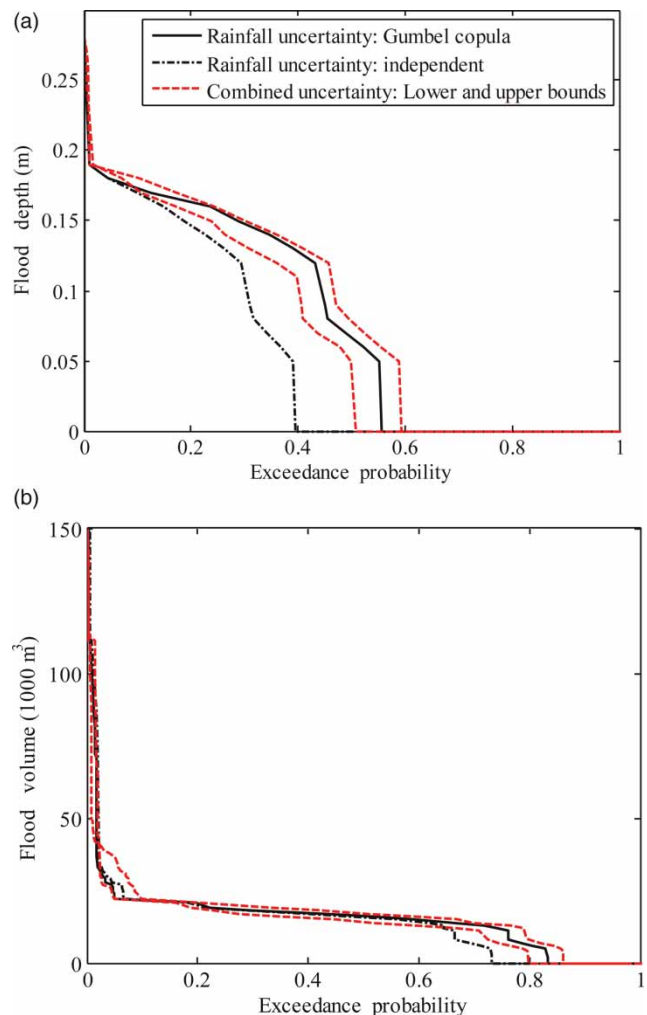 (a)
Rainfall uncertainty: Gumbel copula
Rainfall uncertainty: independent
Combined uncertainty: Lower and upper bounds
0.25
0.2
0.15
0.1
0.05
0
Flood depth (m)
0 0.2 0.4 0.6 0.8 1
Exceedance probability
(b)
150
100
50
0
Flood volume (1000 m³)
0 0.2 0.4 0.6 0.8 1
Exceedance probability